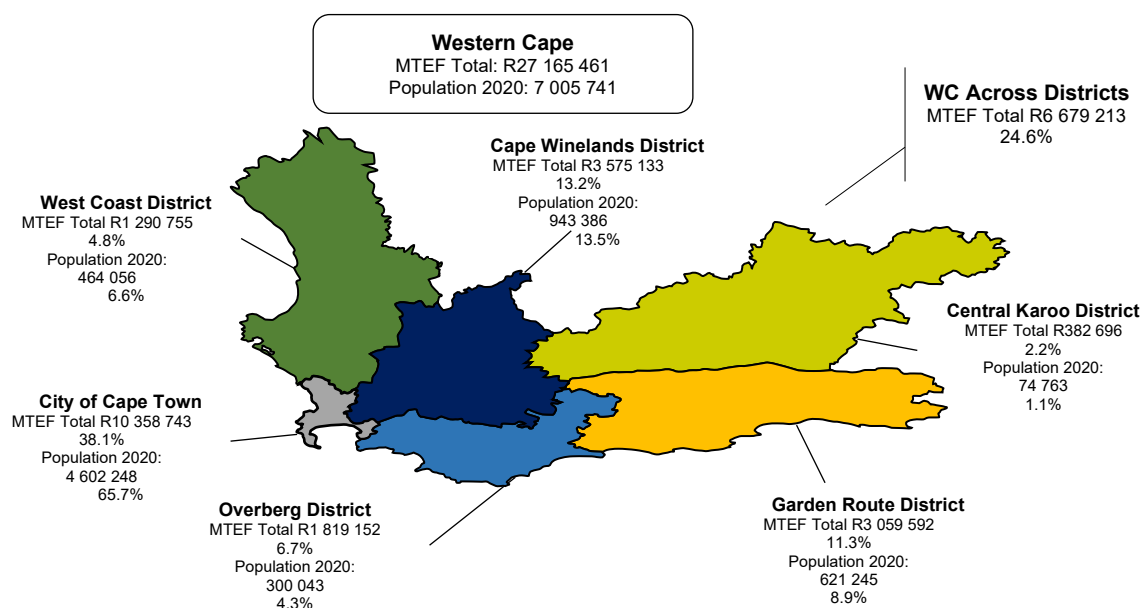 Western Cape
MTEF Total: R27 165 461
Population 2020: 7 005 741
WC Across Districts
MTEF Total R6 679 213
24.6%
Cape Winelands District
MTEF Total R3 575 133
13.2%
Population 2020:
943 386
13.5%
West Coast District
MTEF Total R1 290 755
4.8%
Population 2020:
464 056
6.6%
Central Karoo District
MTEF Total R382 696
2.2%
Population 2020:
74 763
1.1%
City of Cape Town
MTEF Total R10 358 743
38.1%
Population 2020:
4 602 248
65.7%
Overberg District
MTEF Total R1 819 152
6.7%
Population 2020:
300 043
4.3%
Garden Route District
MTEF Total R3 059 592
11.3%
Population 2020:
621 245
8.9%